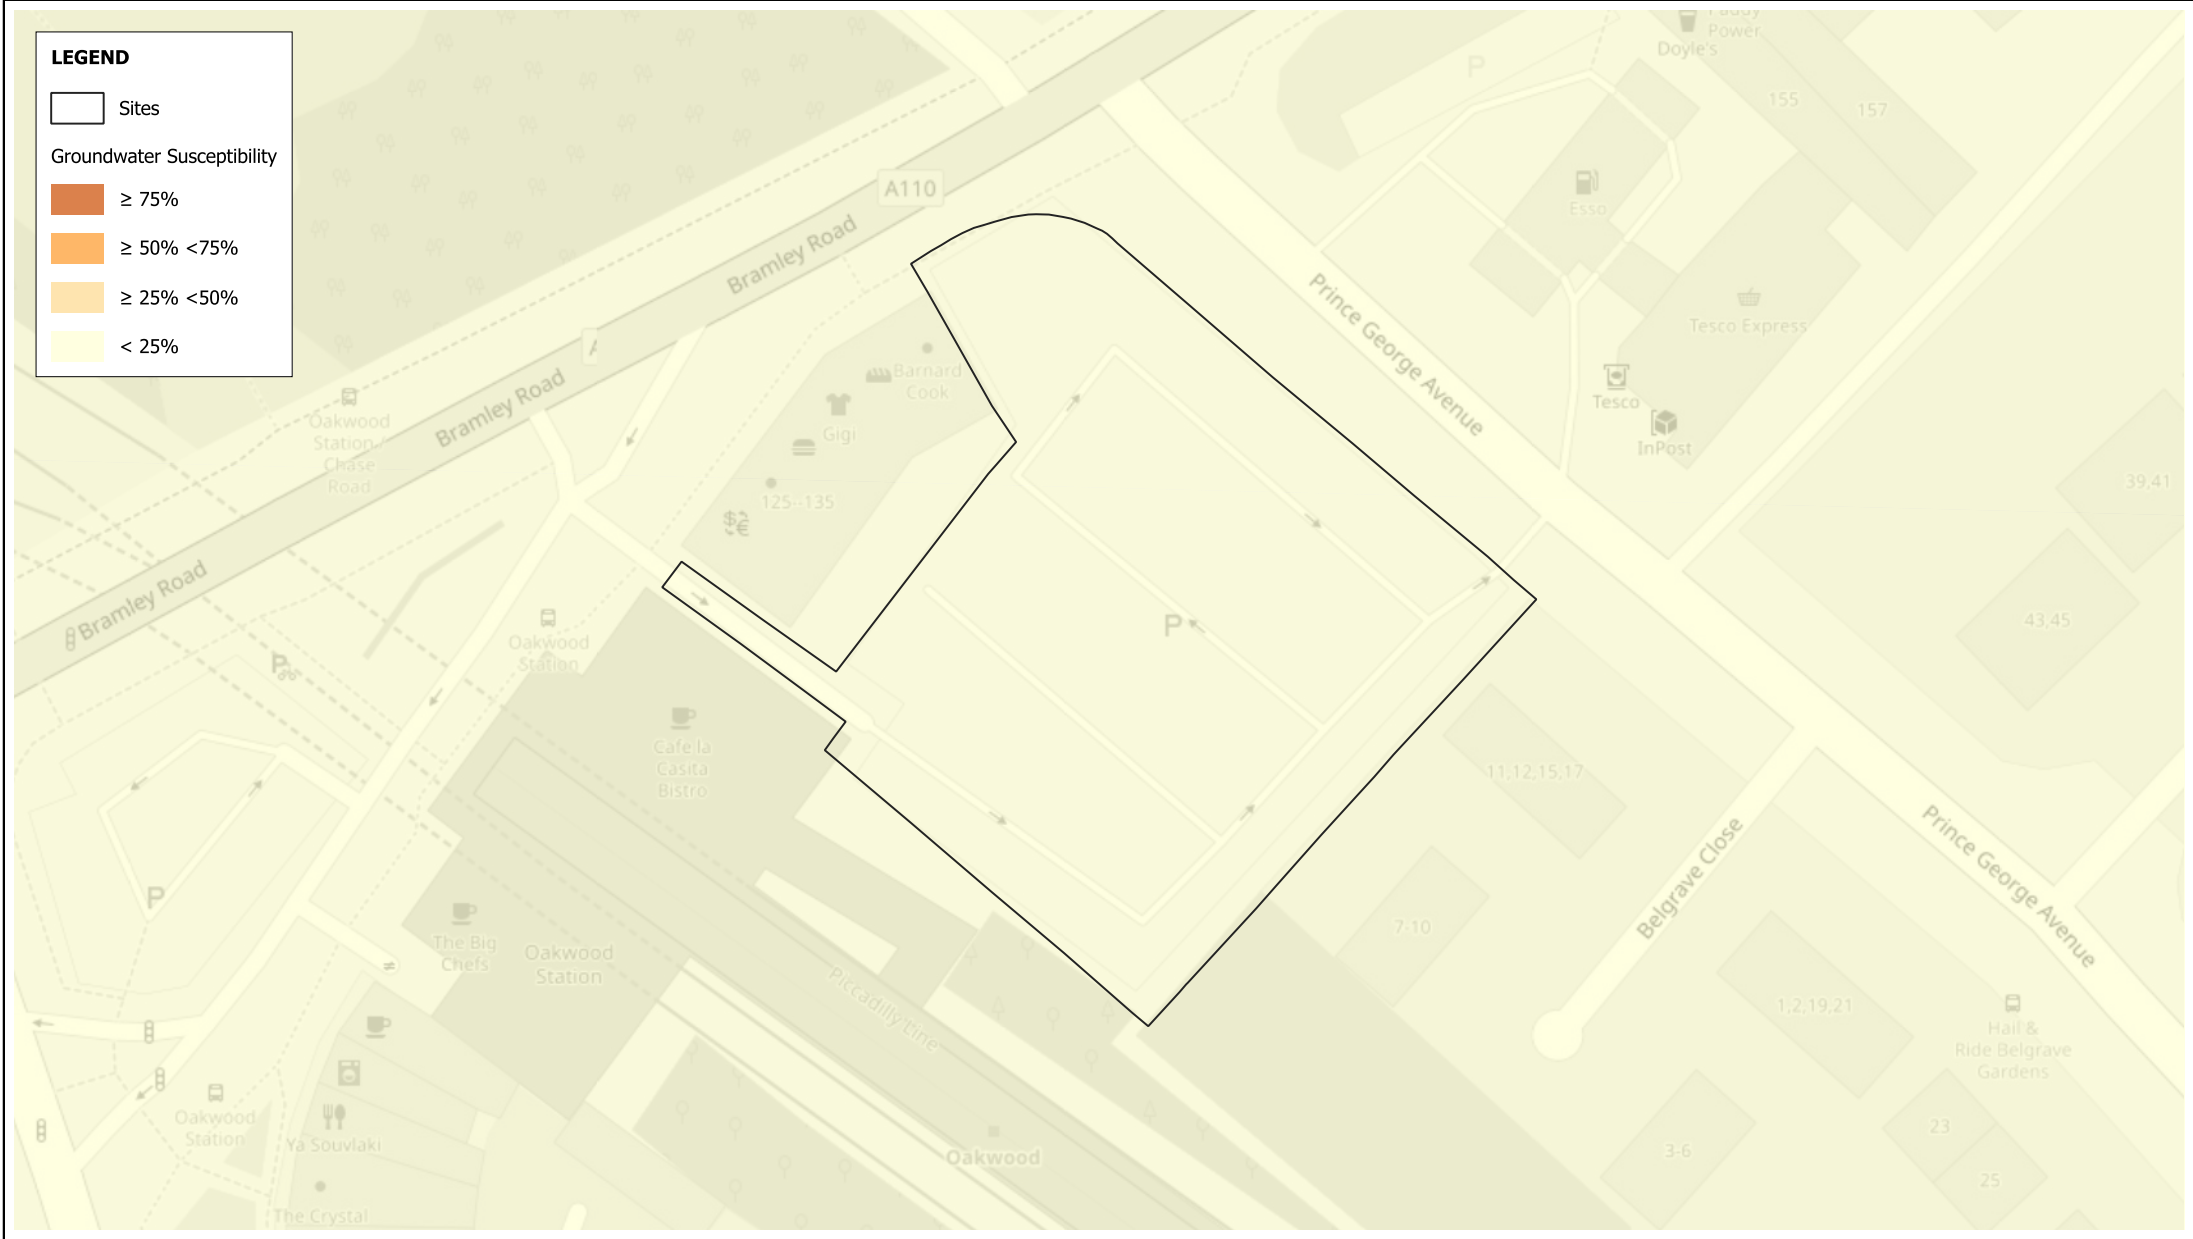 LEGEND
Sites
Groundwater Susceptibility
≥ 75%
≥ 50% <75%
≥ 25% <50%
< 25%
Paddy
Power
Doyle's
P
155
157
A110
Bramley Road
Esso
Prince George Avenue
Tesco Express
Barnard
Cook
Tesco
InPost
Gigi
Bramley Road
Oakwood
Station /
Chase
Road
125--135
39,41
Bramley Road
Oakwood
Station
P
P
43,45
Cafe la
Casita
Bistro
11,12,15,17
Belgrave Close
Prince George Avenue
P
The Big
Chefs
Oakwood
Station
7-10
Piccadilly Line
1,2,19,21
Hail &
Ride Belgrave
Gardens
Oakwood
Station
Ya Souvlaki
Oakwood
3-6
23
25
The Crystal